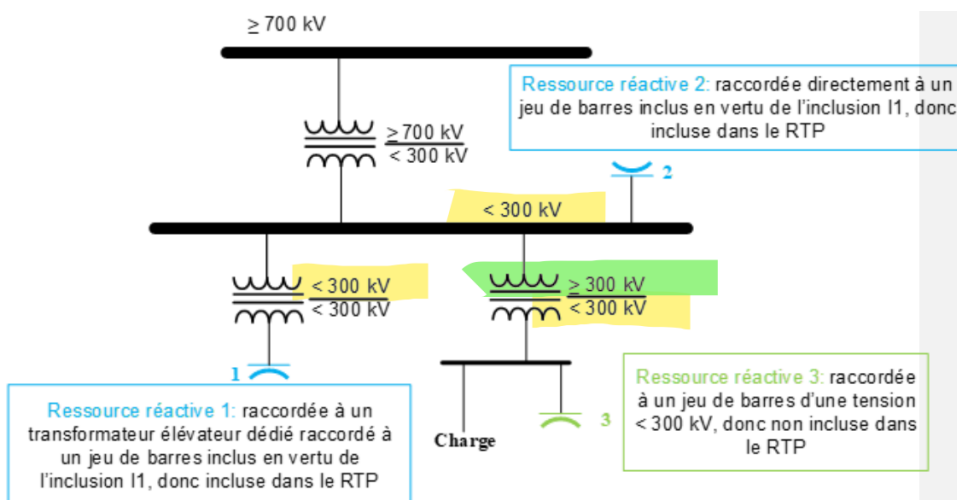 ≥ 700 kV
Ressource réactive 2: raccordée directement à un
jeu de barres inclus en vertu de l'inclusion I1, donc
incluse dans le RTP
≥ 700 kV
< 300 kV
2
< 300 kV
< 300 kV
< 300 kV
≥ 300 kV
< 300 kV
1
Ressource réactive 1: raccordée à un
transformateur élévateur dédié raccordé à
un jeu de barres inclus en vertu de
l'inclusion I1, donc incluse dans le RTP
Charge
3
Ressource réactive 3: raccordée
à un jeu de barres d'une tension
< 300 kV, donc non incluse dans
le RTP